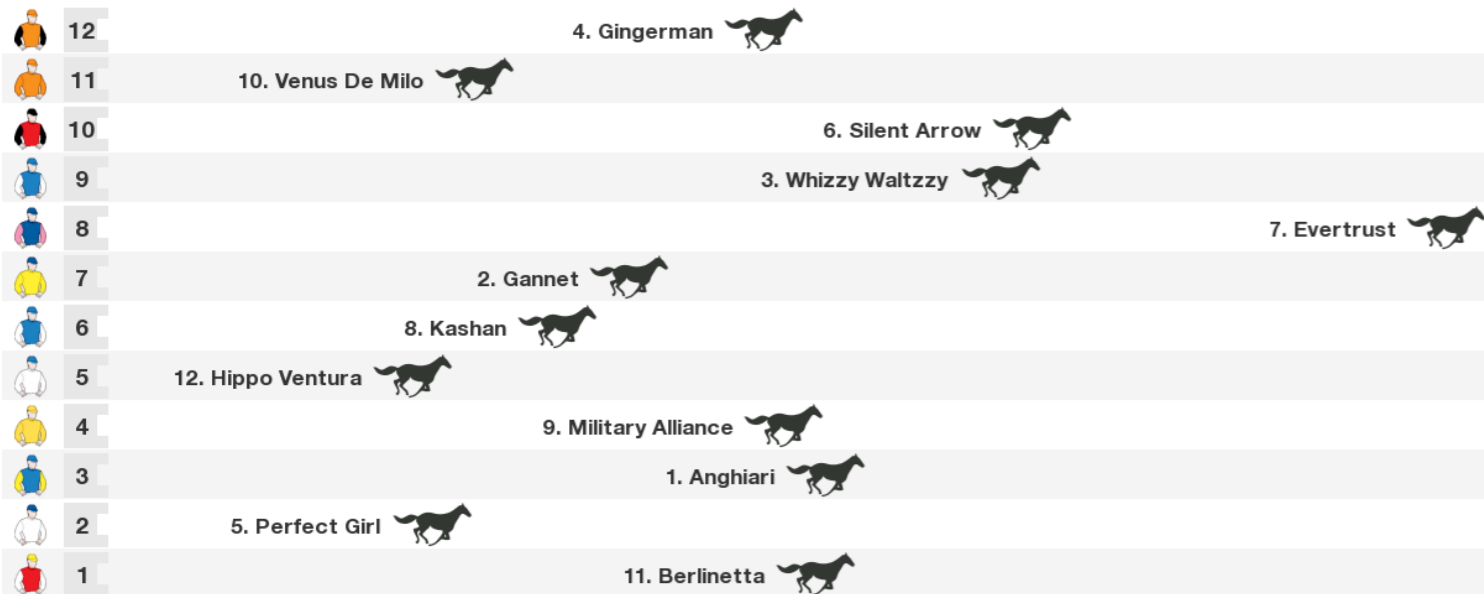 12 4. Gingerman
11 10. Venus De Milo
10 6. Silent Arrow
9 3. Whizzy Waltzzy
8 7. Evertrust
7 2. Gannet
6 8. Kashan
5 12. Hippo Ventura
4 9. Military Alliance
3 1. Anghiari
2 5. Perfect Girl
1 11. Berlinetta